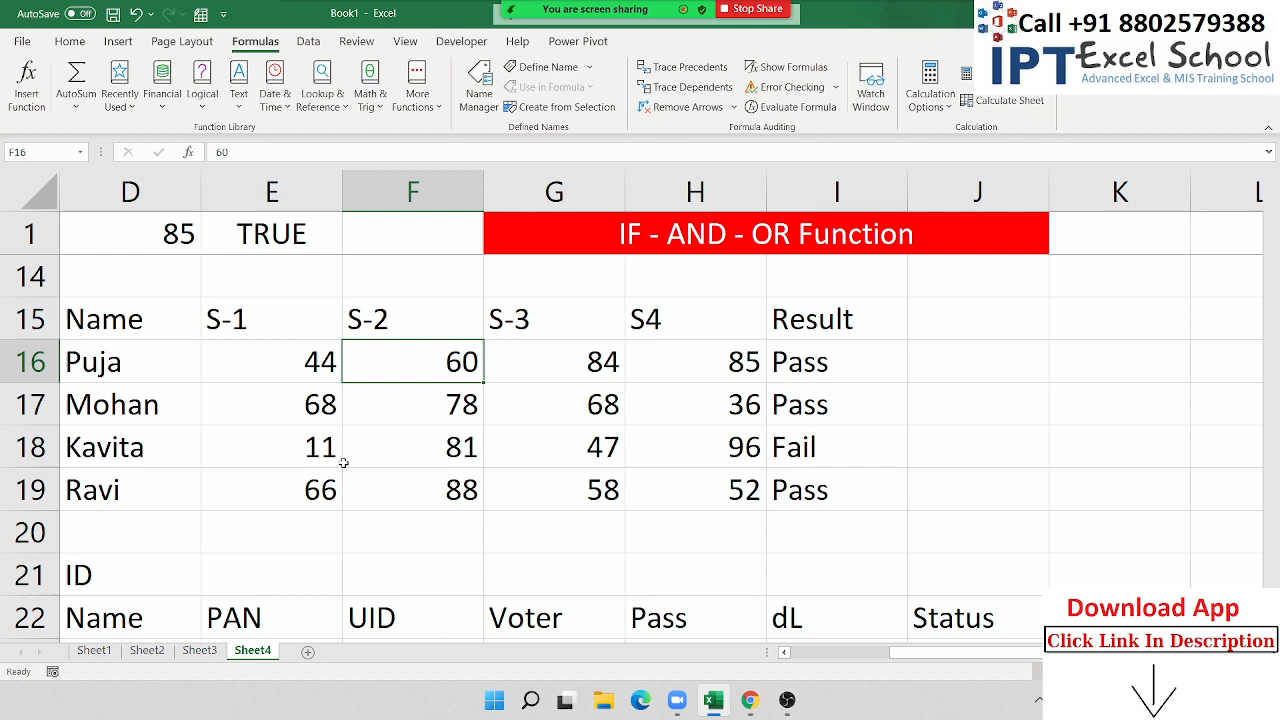 AutoSave Off
Book1 - Excel
You are screen sharing
Stop Share
Call +91 8802579388
IPT Excel School
Advanced Excel & MIS Training School
File Home Insert Page Layout Formulas Data Review View Developer Help Power Pivot
Insert Function
AutoSum
Recently Used
Financial
Logical
Text
Date & Time
Lookup & Reference
Math & Trig
More Functions
Function Library
Name Manager
Define Name
Use in Formula
Create from Selection
Defined Names
Trace Precedents
Trace Dependents
Remove Arrows
Show Formulas
Error Checking
Evaluate Formula
Formula Auditing
Watch Window
Calculation Options
Calculate Sheet
Calculation
F16 fx 60
D E F G H I J K L
1 85 TRUE IF - AND - OR Function
14
15 Name S-1 S-2 S-3 S4 Result
16 Puja 44 60 84 85 Pass
17 Mohan 68 78 68 36 Pass
18 Kavita 11 81 47 96 Fail
19 Ravi 66 88 58 52 Pass
20
21 ID
22 Name PAN UID Voter Pass dL Status
Download App
Click Link In Description
Sheet1 Sheet2 Sheet3 Sheet4
Ready